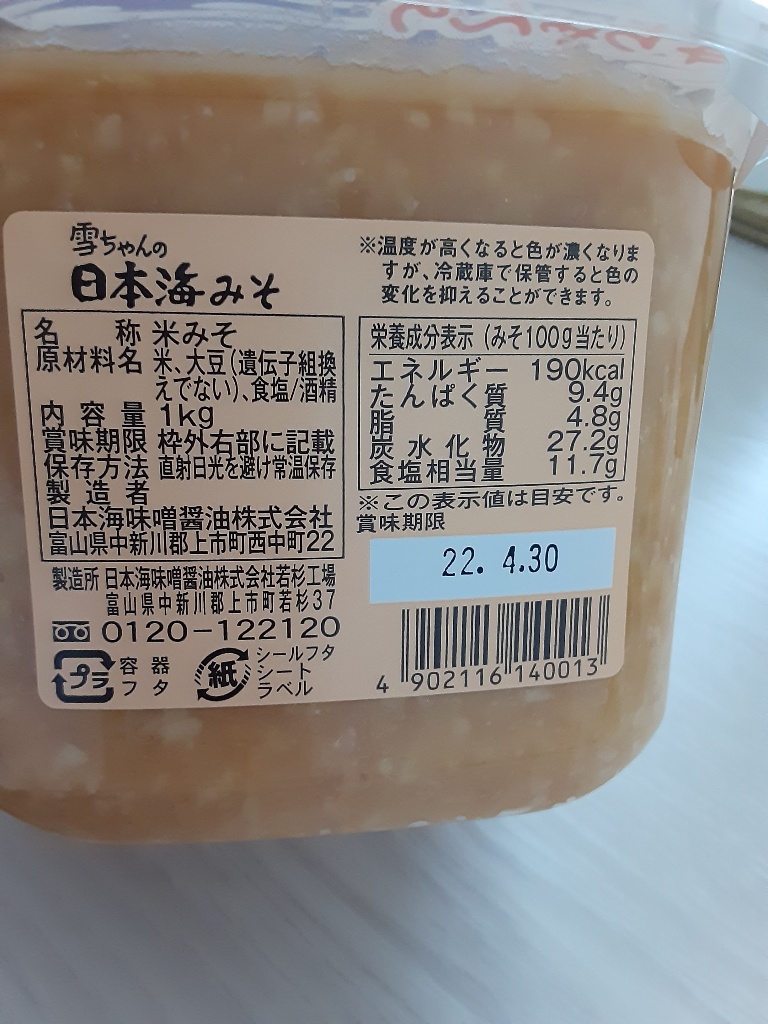 雪ちゃんの
日本海みそ
名称 米みそ
原材料名 米、大豆(遺伝子組換
えでない)、食塩/酒精
内容量 1kg
賞味期限 枠外右部に記載
保存方法 直射日光を避け常温保存
製造者
日本海味噌醤油株式会社
富山県中新川郡上市町西中町22
製造所 日本海味噌醤油株式会社若杉工場
富山県中新川郡上市町若杉37
0120-122120
プラ 容器
フタ
紙 シールフタ
シート
ラベル
※温度が高くなると色が濃くなりま
すが、冷蔵庫で保管すると色の
変化を抑えることができます。
栄養成分表示(みそ100g当たり)
エネルギー 190kcal
たんぱく質 9.4g
脂質 4.8g
炭水化物 27.2g
食塩相当量 11.7g
※この表示値は目安です。
賞味期限
22. 4.30
4 902116 140013